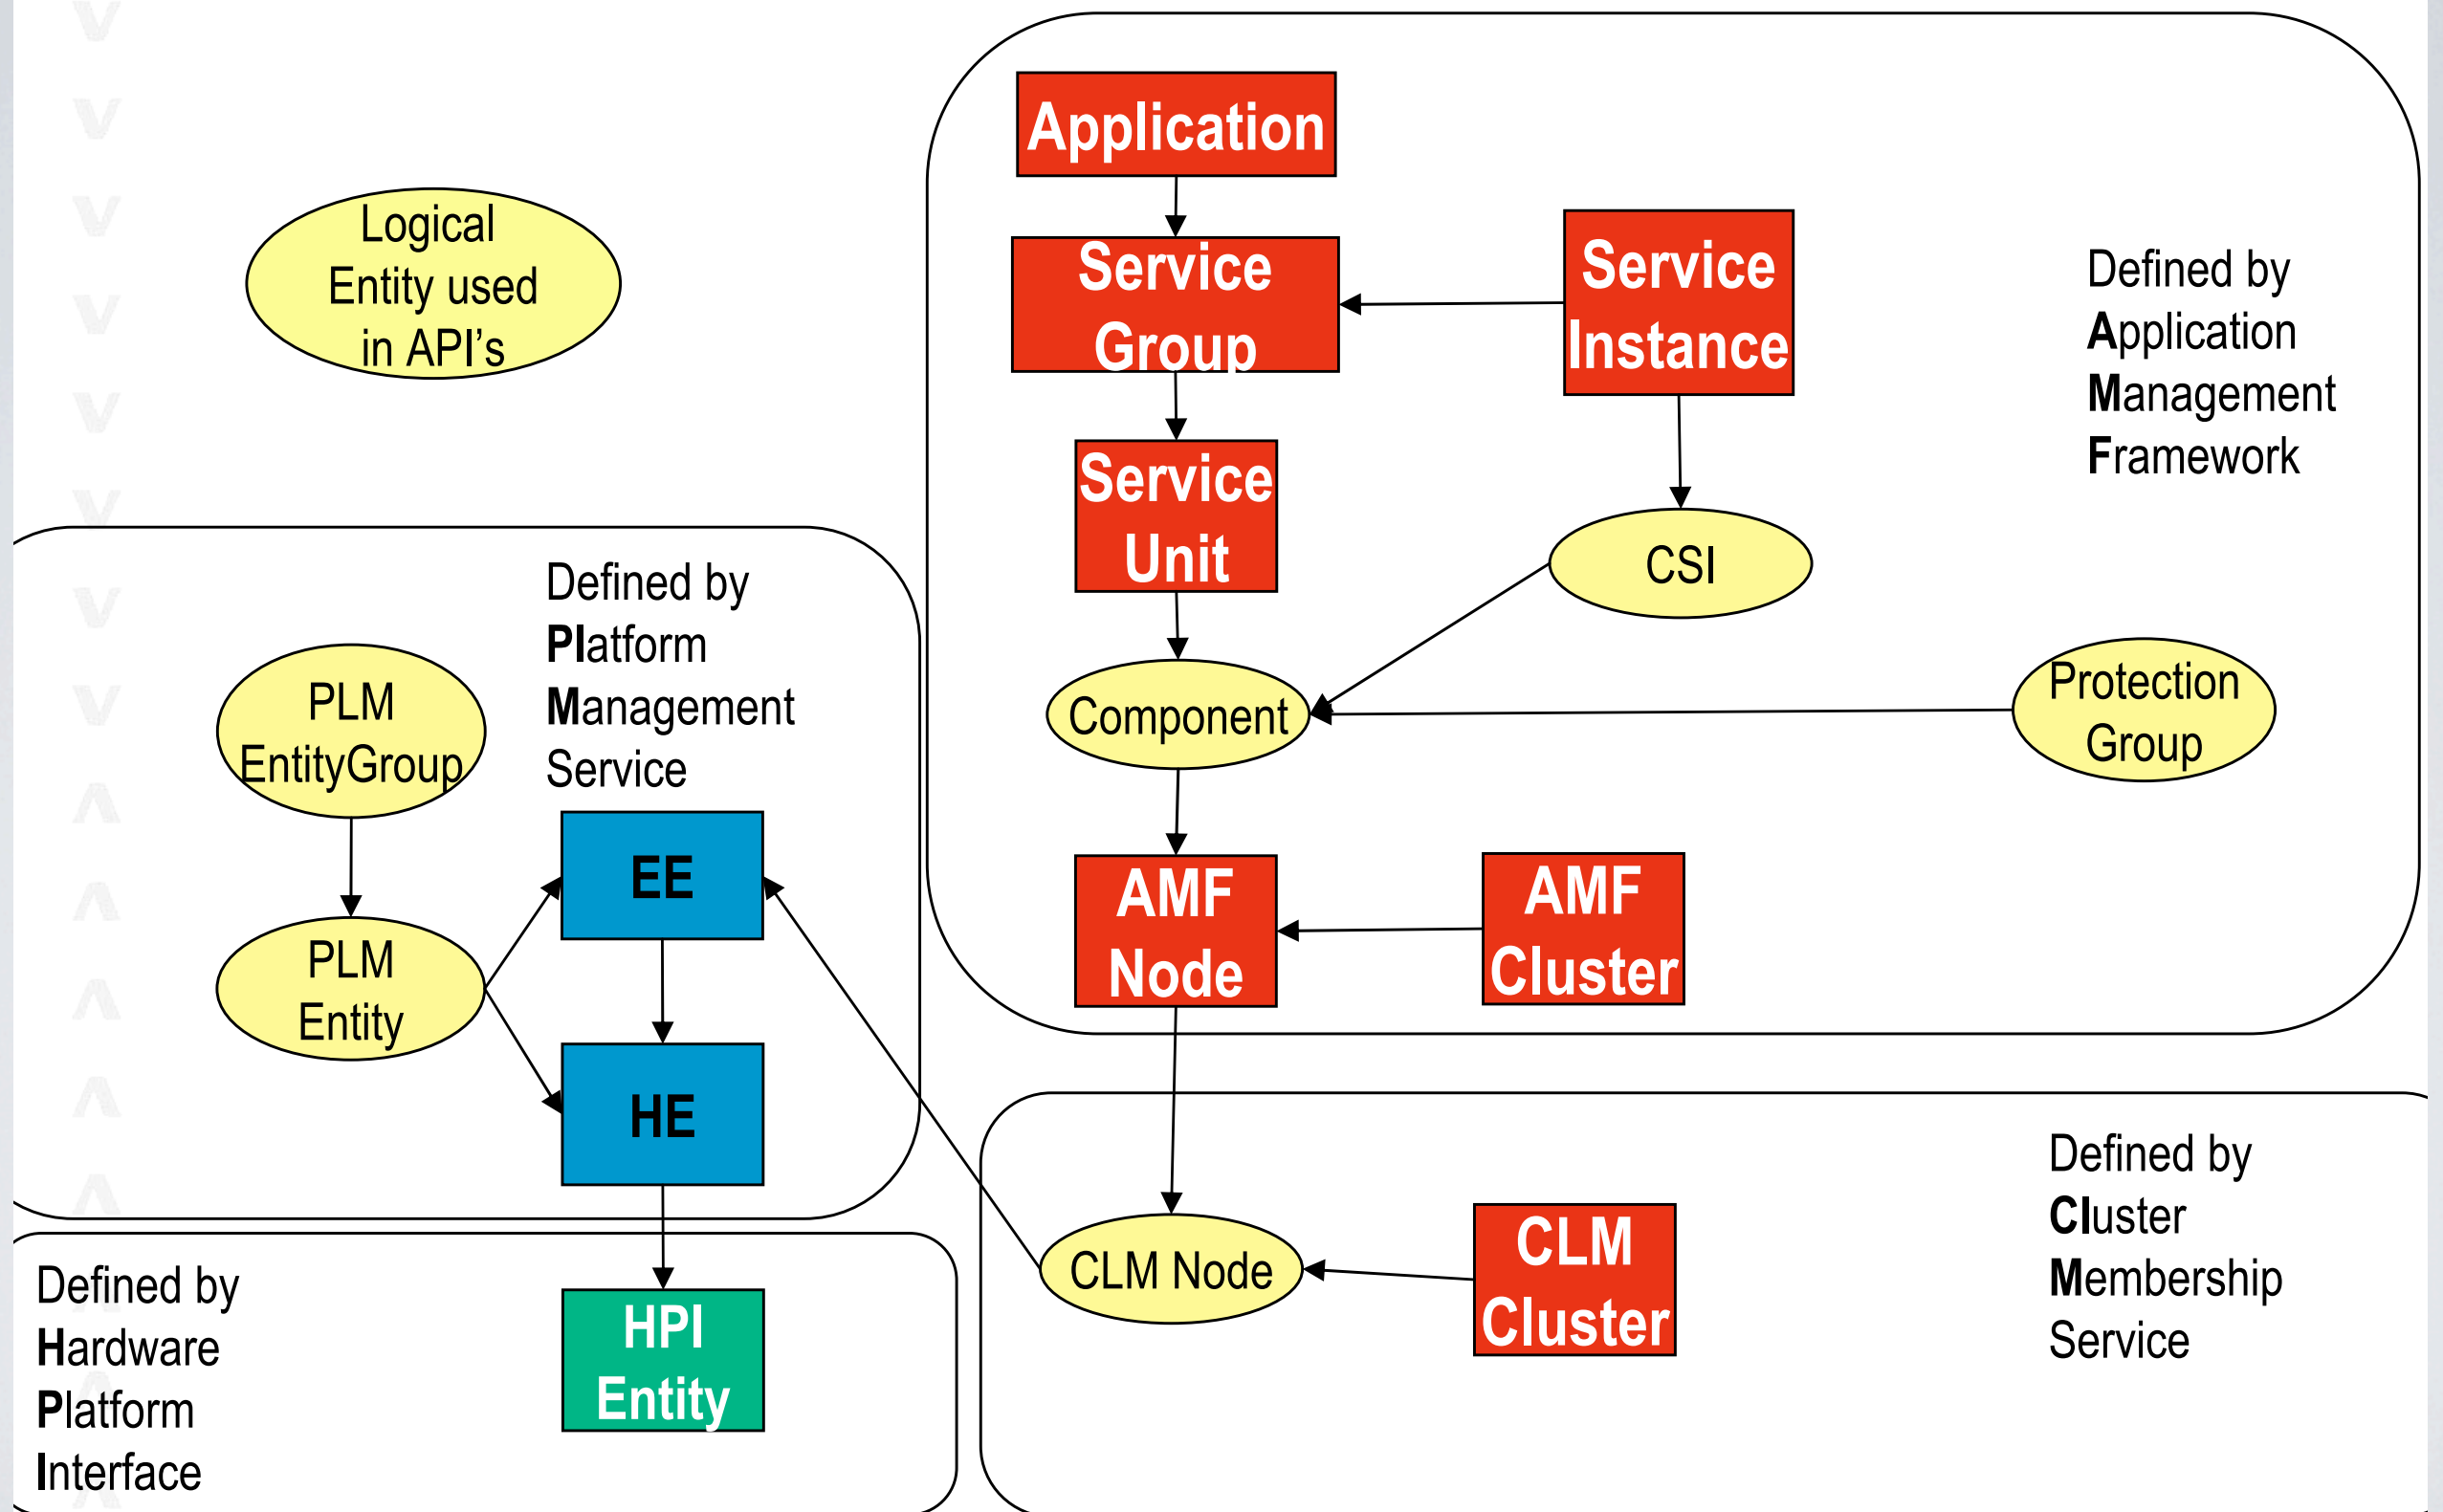 Application
Service
Group
Service
Instance
Defined by
Application
Management
Framework
Logical
Entity used
in API's
Service
Unit
CSI
Component
Protection
Group
AMF
Node
AMF
Cluster
Defined by
Platform
Management
Service
PLM
EntityGroup
EE
PLM
Entity
HE
Defined by
Hardware
Platform
Interface
HPI
Entity
CLM Node
CLM
Cluster
Defined by
Cluster
Membership
Service